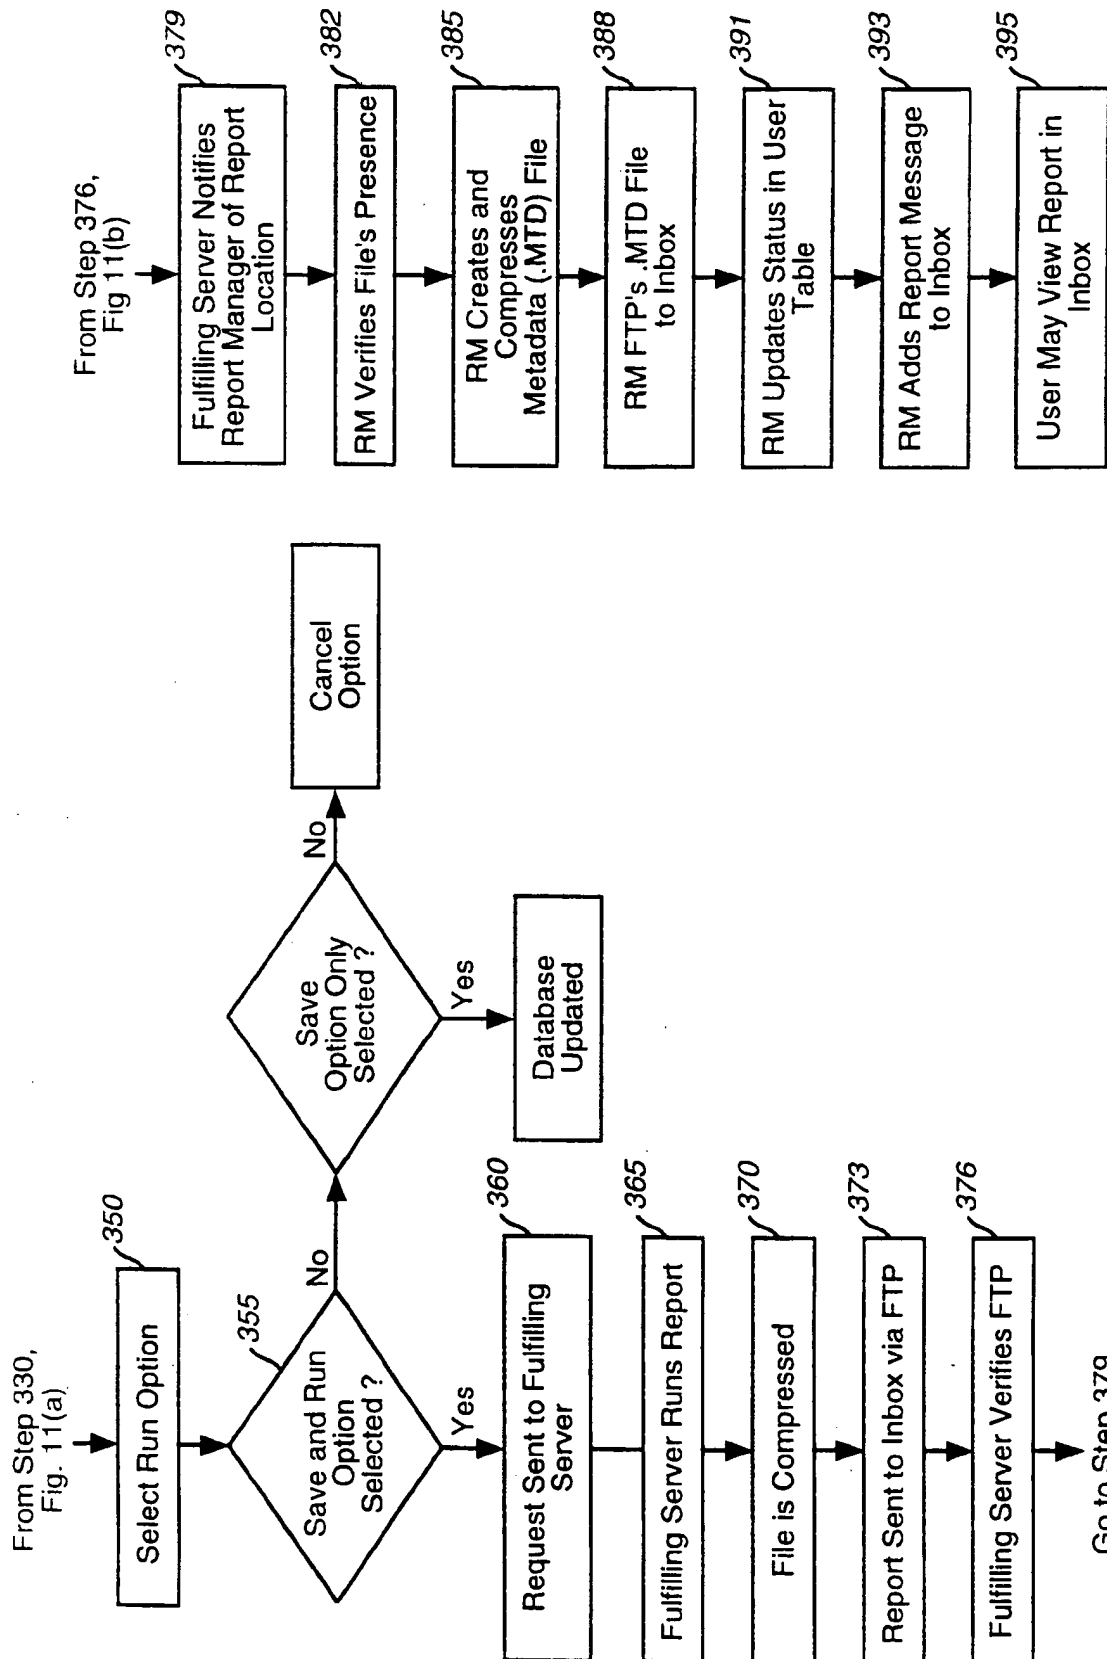 From Step 330,
Fig. 11(a)
350
Select Run Option
355
Save and Run
Option
Selected ?
No
Yes
Save
Option Only
Selected ?
No
Cancel
Option
Yes
Database
Updated
360
Request Sent to Fulfilling
Server
365
Fulfilling Server Runs Report
370
File is Compressed
373
Report Sent to Inbox via FTP
376
Fulfilling Server Verifies FTP
Go to Step 379
From Step 376,
Fig 11(b)
379
Fulfilling Server Notifies
Report Manager of Report
Location
382
RM Verifies File's Presence
385
RM Creates and
Compresses
Metadata (.MTD) File
388
RM FTP's .MTD File
to Inbox
391
RM Updates Status in User
Table
393
RM Adds Report Message
to Inbox
395
User May View Report in
Inbox